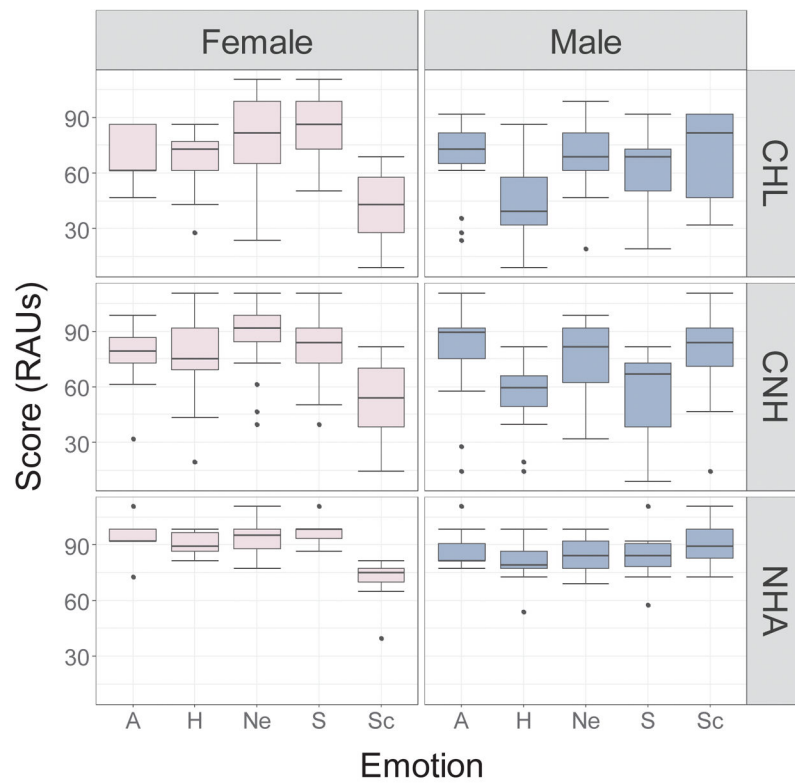 Female
Male
CHL
CNH
NHA
Score (RAUs)
90
60
30
90
60
30
90
60
30
A H Ne S Sc
A H Ne S Sc
Emotion